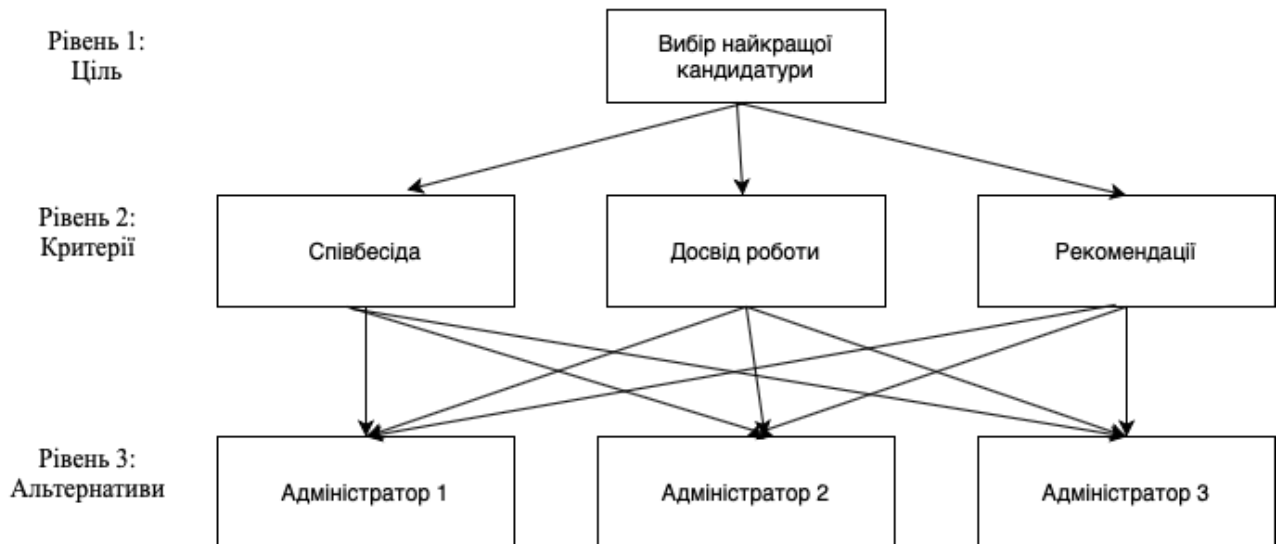 Рівень 1:
Ціль
Вибір найкращої
кандидатури
Рівень 2:
Критерії
Співбесіда
Досвід роботи
Рекомендації
Рівень 3:
Альтернативи
Адміністратор 1
Адміністратор 2
Адміністратор 3